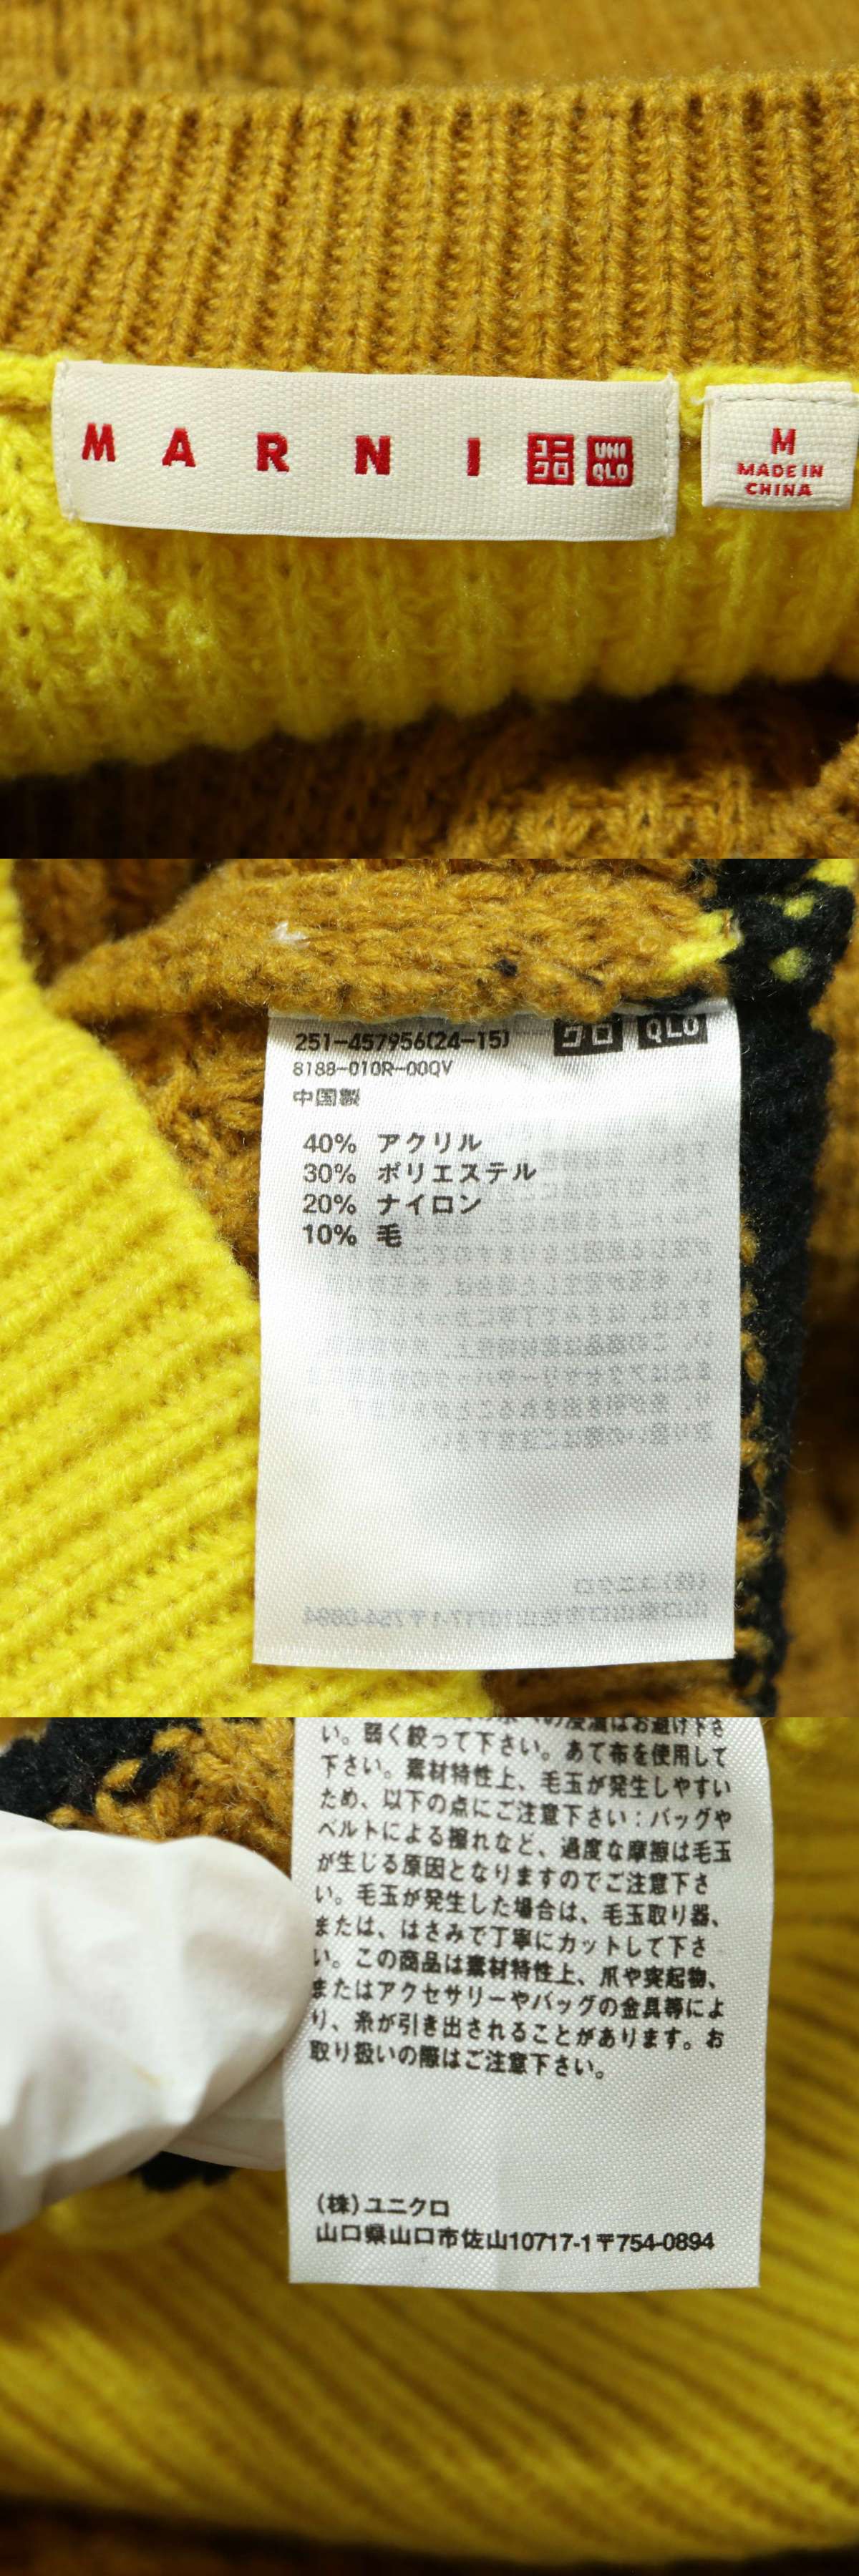 MARNI ユニクロ UNIQLO
M
MADE IN
CHINA
251-457956(24-15) クロ QLO
8188-010R-00QV
中国製
40% アクリル
30% ポリエステル
20% ナイロン
10% 毛
はお避け下さ
い。弱く絞って下さい。あて布を使用して
下さい。素材特性上、毛玉が発生しやすい
ため、以下の点にご注意下さい：バッグや
ベルトによる擦れなど、過度な摩擦は毛玉
が生じる原因となりますのでご注意下さ
い。毛玉が発生した場合は、毛玉取り器、
または、はさみで丁寧にカットして下さ
い。この商品は素材特性上、爪や突起物、
またはアクセサリーやバッグの金具等によ
り、糸が引き出されることがあります。お
取り扱いの際はご注意下さい。
(株)ユニクロ
山口県山口市佐山10717-1〒754-0894